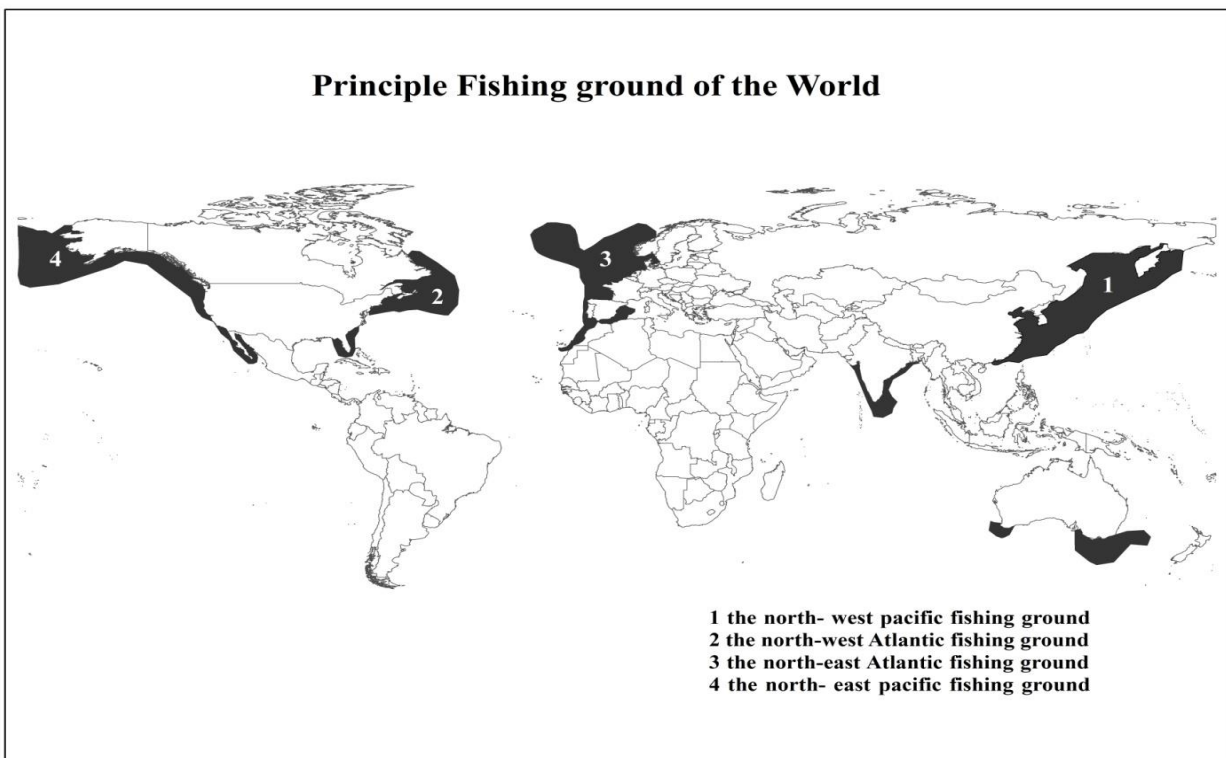 Principle Fishing ground of the World
4
2
3
1
1 the north- west pacific fishing ground
2 the north-west Atlantic fishing ground
3 the north-east Atlantic fishing ground
4 the north- east pacific fishing ground